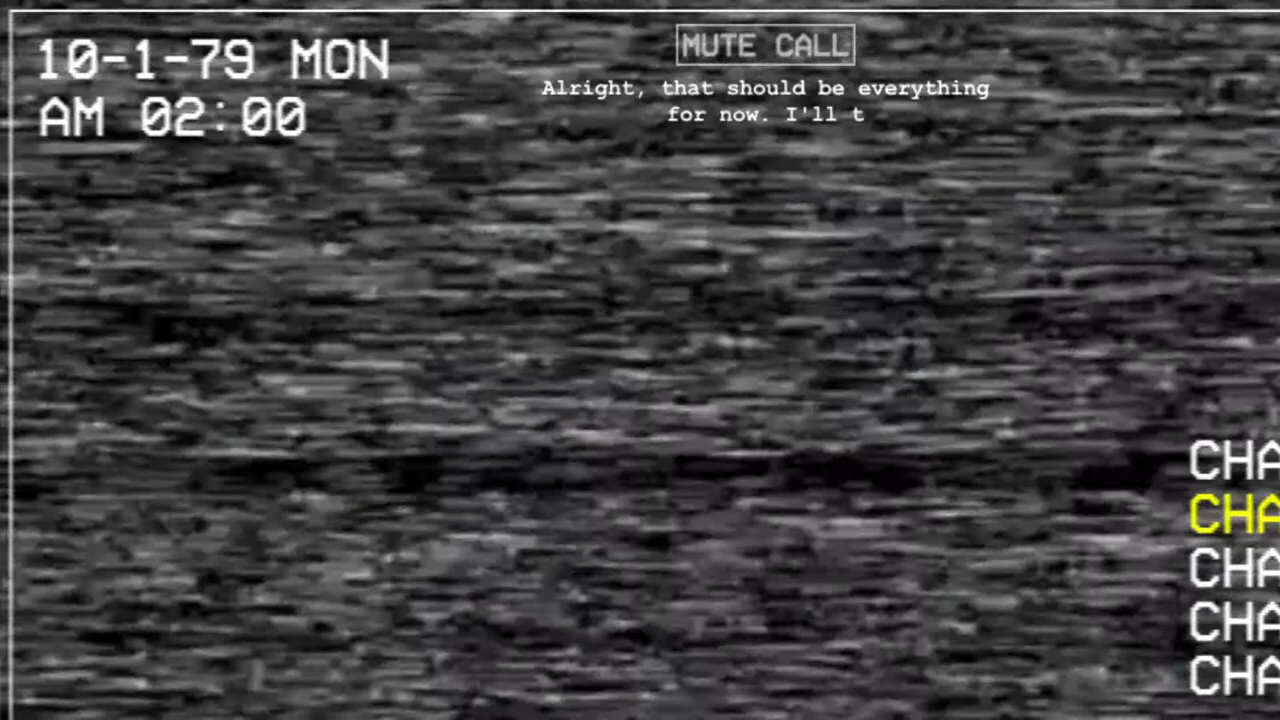 10-1-79 MON
AM 02:00
MUTE CALL
Alright, that should be everything
for now. I'll t
CHA
CHA
CHA
CHA
CHA